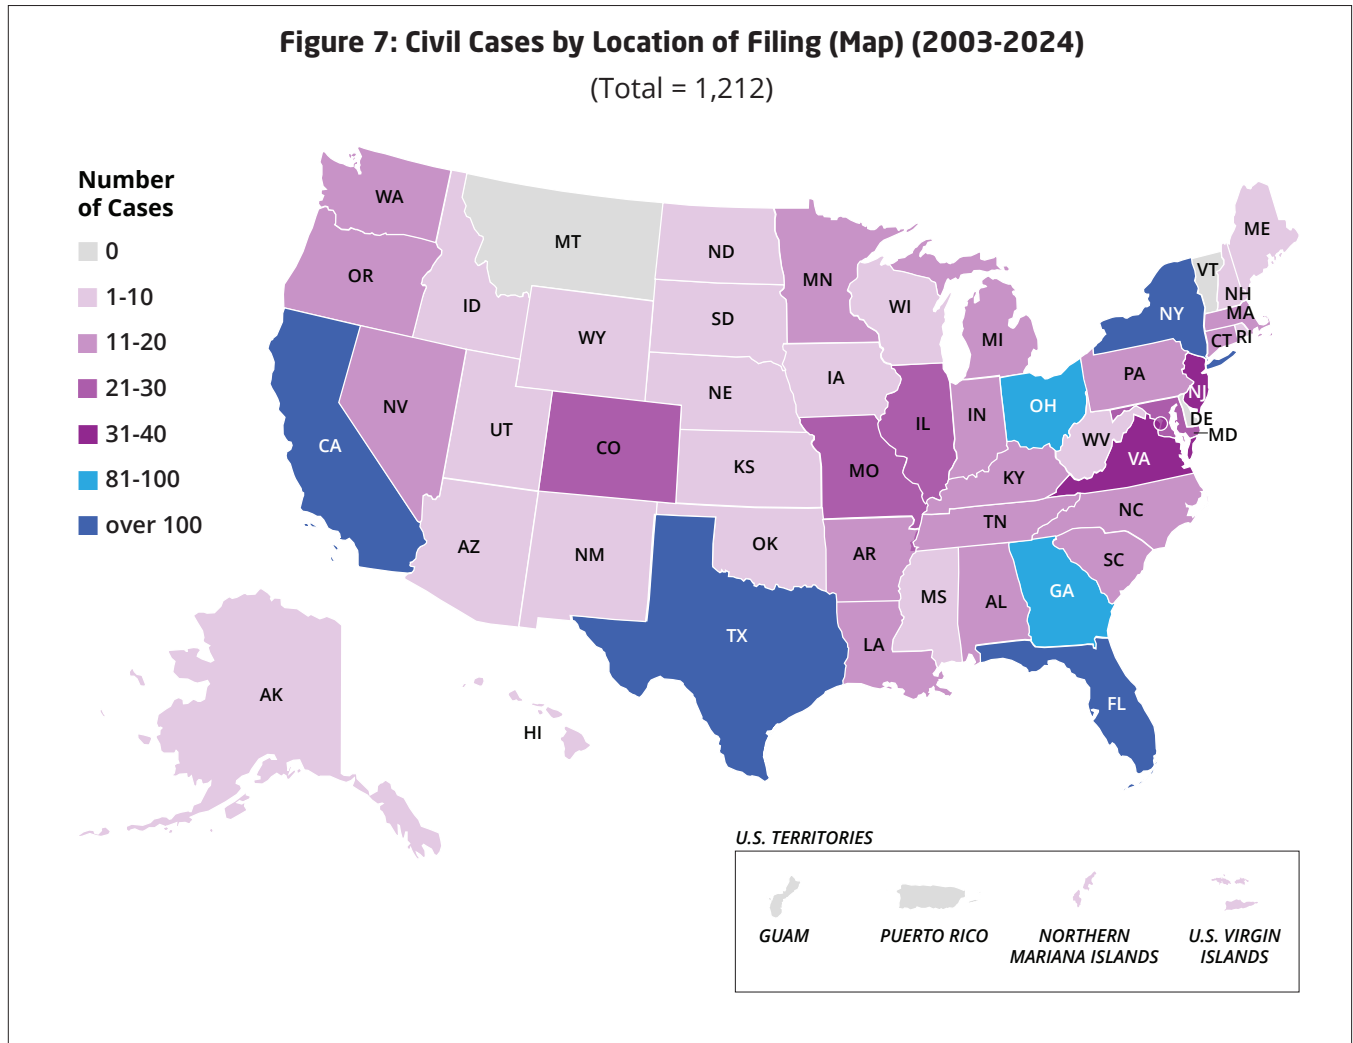 Figure 7: Civil Cases by Location of Filing (Map) (2003-2024)
(Total = 1,212)
Number
of Cases
0
1-10
11-20
21-30
31-40
81-100
over 100
WA
OR
CA
NV
ID
MT
WY
UT
AZ
CO
NM
ND
SD
NE
KS
OK
TX
MN
IA
MO
AR
LA
WI
IL
MI
IN
OH
KY
TN
MS
AL
GA
FL
SC
NC
VA
WV
PA
NY
VT
NH
ME
MA
CT
RI
NJ
DE
MD
AK
HI
U.S. TERRITORIES
GUAM
PUERTO RICO
NORTHERN
MARIANA ISLANDS
U.S. VIRGIN
ISLANDS